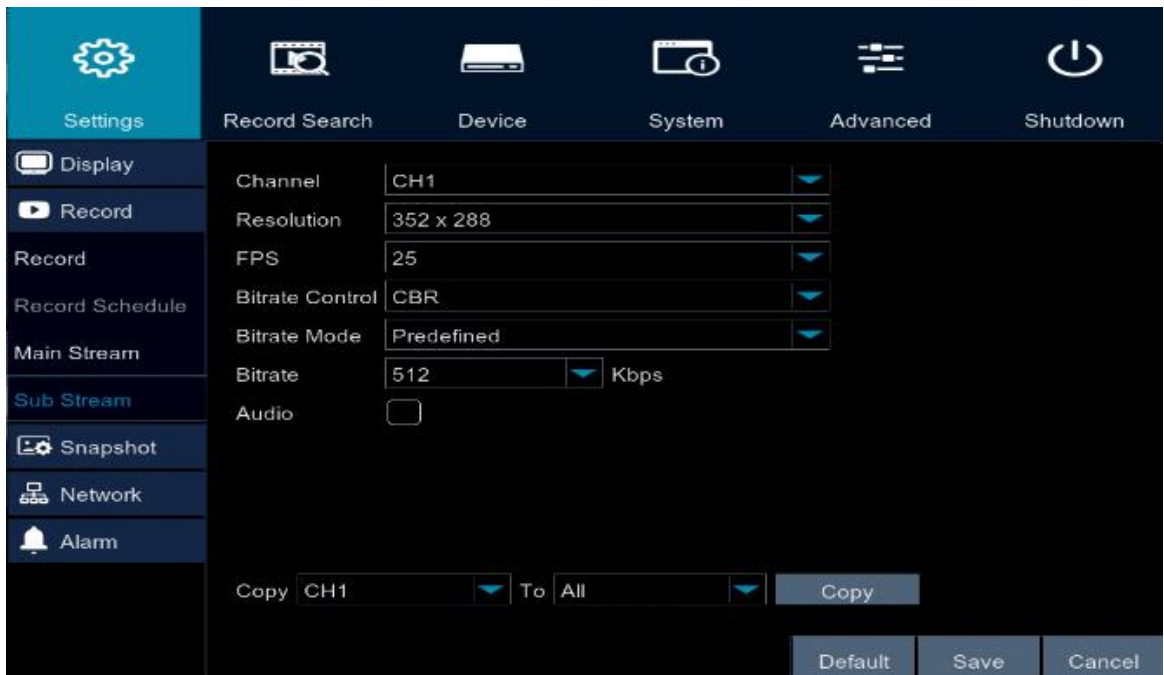 Settings Record Search Device System Advanced Shutdown
Display
Record
Record
Record Schedule
Main Stream
Sub Stream
Snapshot
Network
Alarm
Channel CH1
Resolution 352 x 288
FPS 25
Bitrate Control CBR
Bitrate Mode Predefined
Bitrate 512 Kbps
Audio
Copy CH1 To All Copy
Default Save Cancel